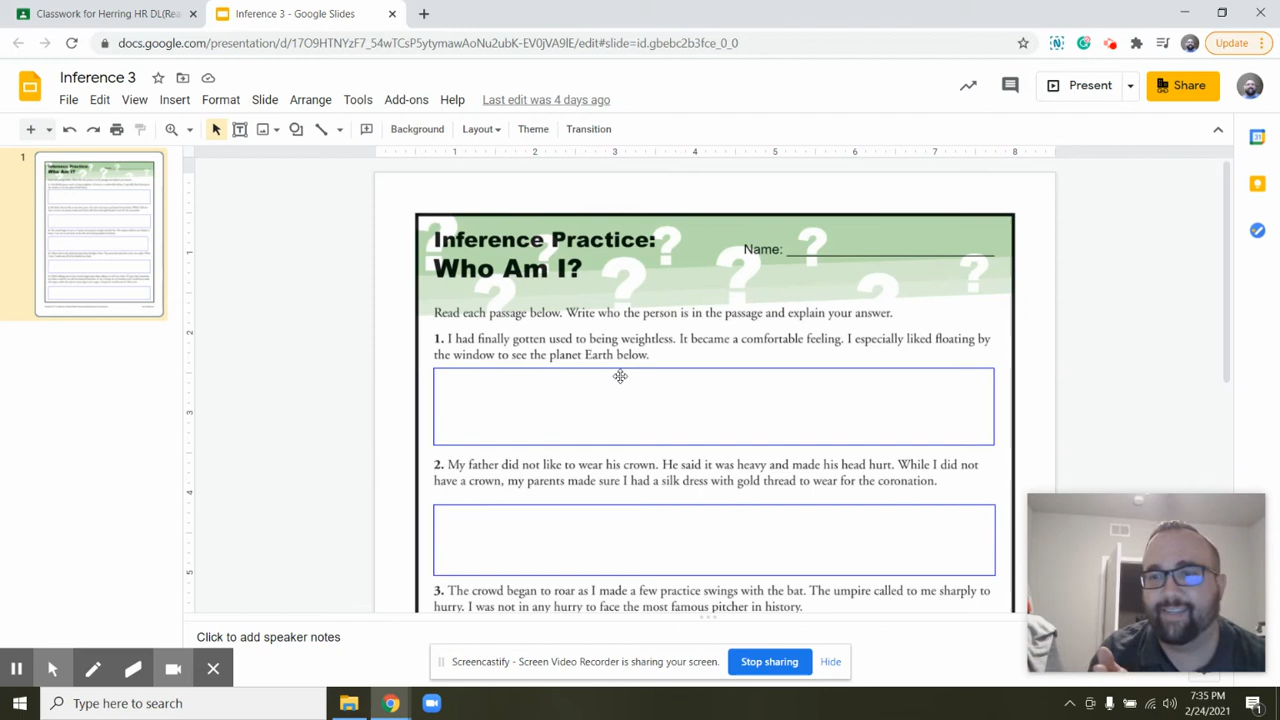 Classwork for Herring HR DL(Rea
Inference 3 - Google Slides
docs.google.com/presentation/d/17O9HTNYzF7_54wTCsP5ytymawAoNu2ubK-EV0jVA9lE/edit#slide=id.gbebc2b3fce_0_0
Update
Inference 3
Present
Share
File Edit View Insert Format Slide Arrange Tools Add-ons Help Last edit was 4 days ago
Background Layout Theme Transition
1 2 3 4 5 6 7 8
1
Inference Practice:
Who Am I?
Name:
Read each passage below. Write who the person is in the passage and explain your answer.
1. I had finally gotten used to being weightless. It became a comfortable feeling. I especially liked floating by
the window to see the planet Earth below.
2. My father did not like to wear his crown. He said it was heavy and made his head hurt. While I did not
have a crown, my parents made sure I had a silk dress with gold thread to wear for the coronation.
3. The crowd began to roar as I made a few practice swings with the bat. The umpire called to me sharply to
hurry. I was not in any hurry to face the most famous pitcher in history.
Click to add speaker notes
Screencastify - Screen Video Recorder is sharing your screen. Stop sharing Hide
Type here to search
7:35 PM
2/24/2021